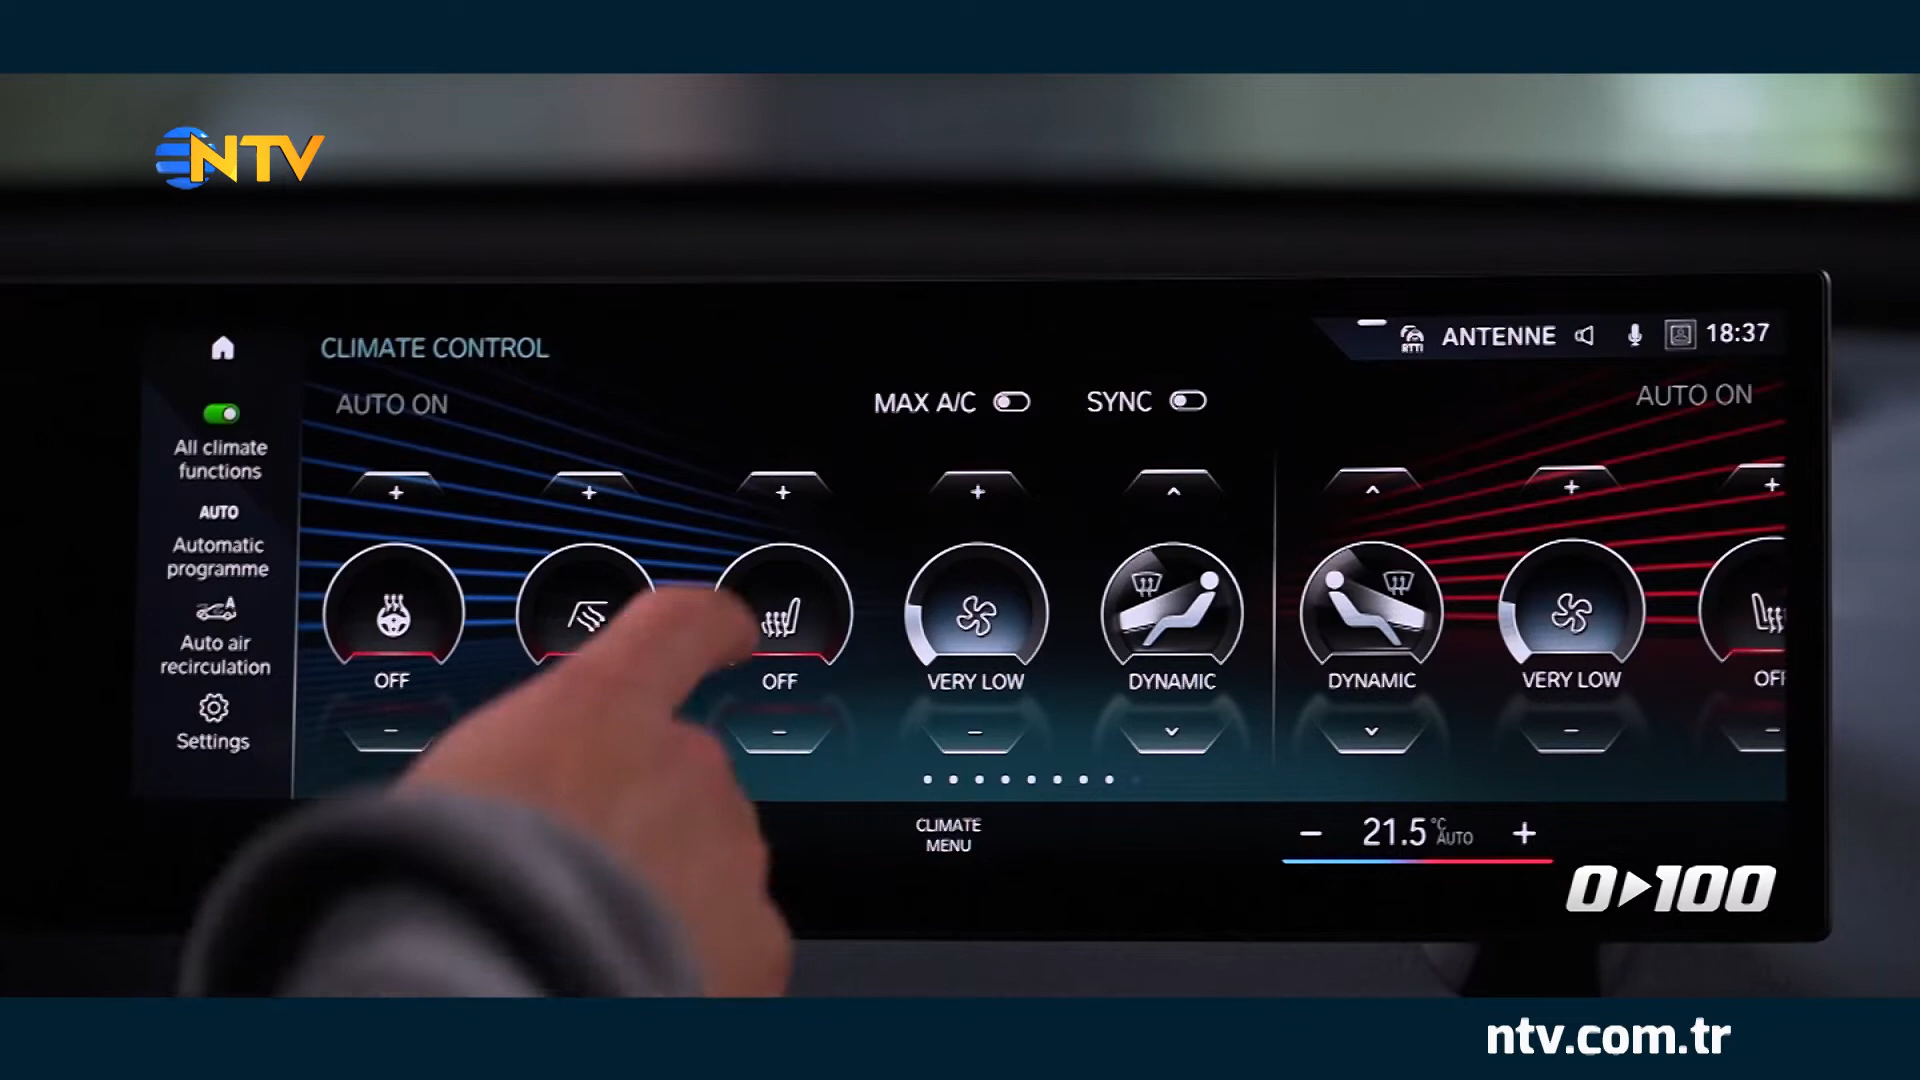 NTV
CLIMATE CONTROL
RTTI
ANTENNE
18:37
AUTO ON
MAX A/C
SYNC
AUTO ON
All climate
functions
AUTO
Automatic
programme
A
Auto air
recirculation
Settings
OFF
OFF
VERY LOW
DYNAMIC
DYNAMIC
VERY LOW
OFF
CLIMATE
MENU
− 21.5 °C AUTO +
0▶100
ntv.com.tr